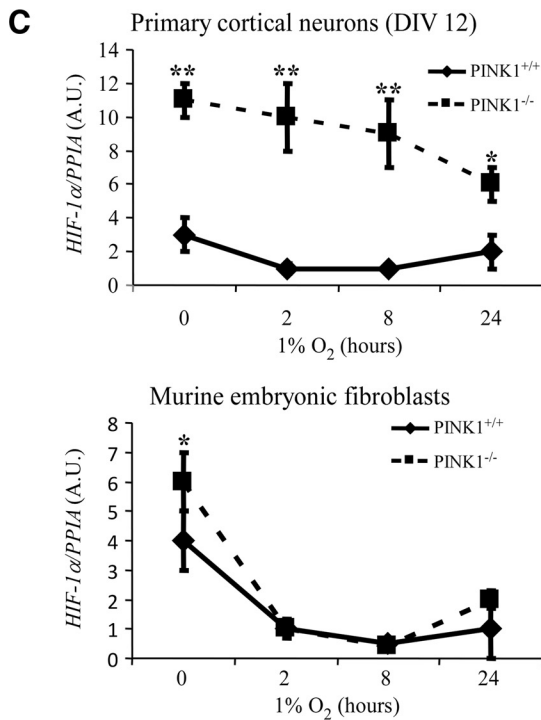 C
Primary cortical neurons (DIV 12)
HIF-1α/PPIA (A.U.)
14
12
10
8
6
4
2
0
** ** ** *
PINK1+/+
PINK1-/-
0 2 8 24
1% O2 (hours)
Murine embryonic fibroblasts
HIF-1α/PPIA (A.U.)
8
7
6
5
4
3
2
1
0
*
PINK1+/+
PINK1-/-
0 2 8 24
1% O2 (hours)